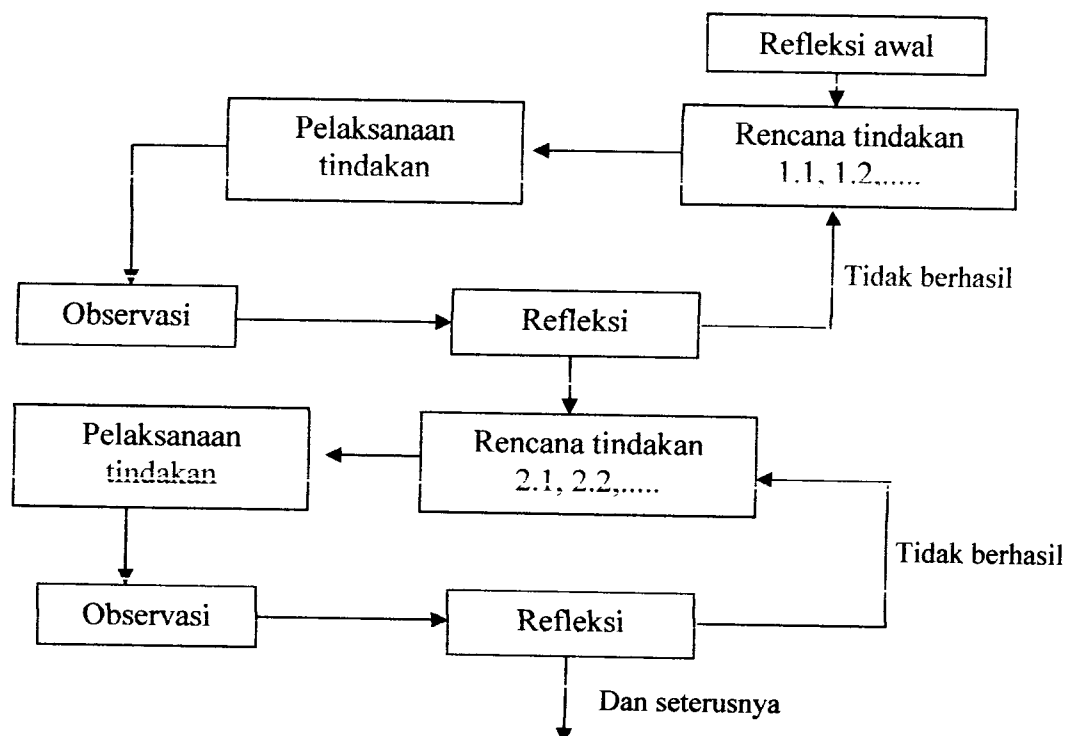 Refleksi awal
Pelaksanaan
tindakan
Rencana tindakan
1.1, 1.2,.....
Tidak berhasil
Observasi
Refleksi
Pelaksanaan
tindakan
Rencana tindakan
2.1, 2.2,.....
Tidak berhasil
Observasi
Refleksi
Dan seterusnya